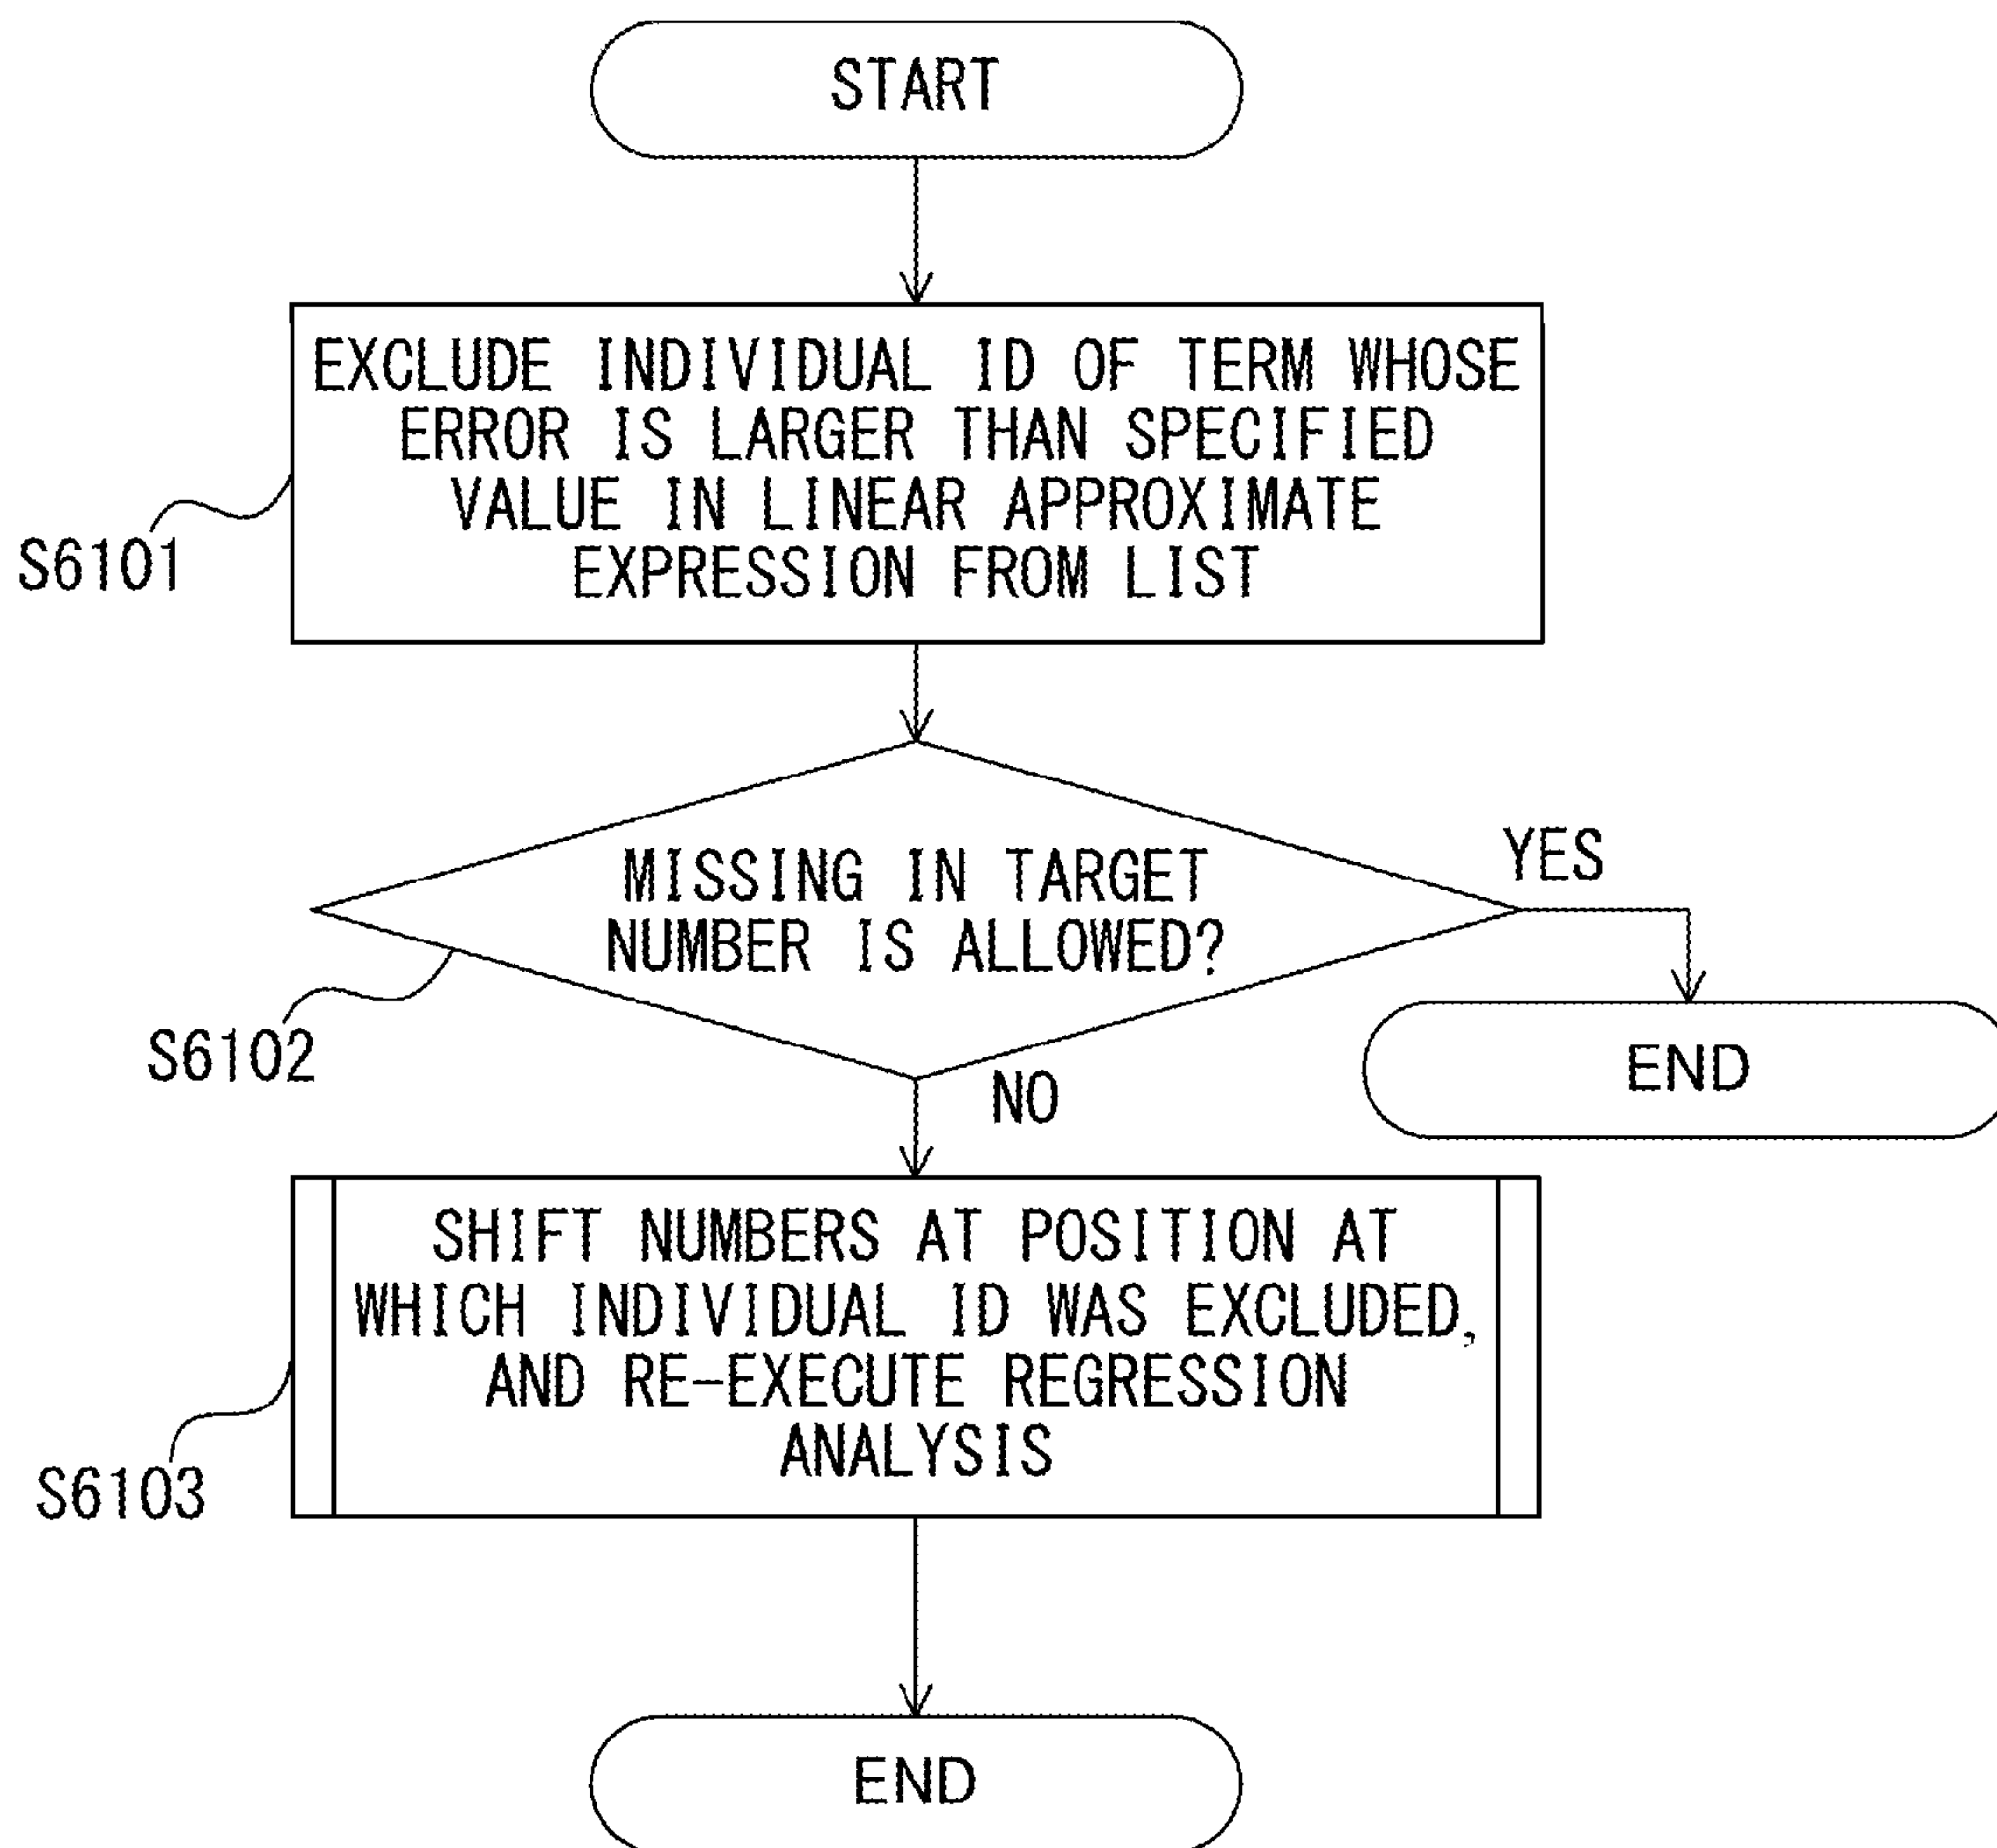 START
EXCLUDE INDIVIDUAL ID OF TERM WHOSE
ERROR IS LARGER THAN SPECIFIED
VALUE IN LINEAR APPROXIMATE
EXPRESSION FROM LIST
S6101
MISSING IN TARGET
NUMBER IS ALLOWED?
YES
S6102
END
NO
SHIFT NUMBERS AT POSITION AT
WHICH INDIVIDUAL ID WAS EXCLUDED,
AND RE-EXECUTE REGRESSION
ANALYSIS
S6103
END